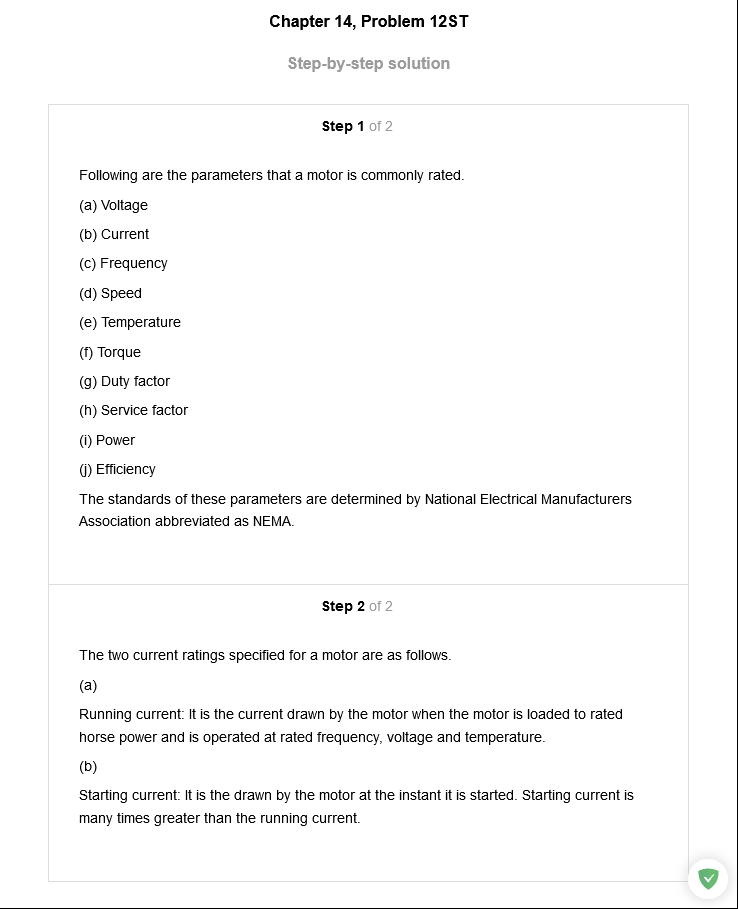 Chapter 14, Problem 12ST
Step-by-step solution
Step 1 of 2
Following are the parameters that a motor is commonly rated.
(a) Voltage
(b) Current
(c) Frequency
(d) Speed
(e) Temperature
(f) Torque
(g) Duty factor
(h) Service factor
(i) Power
(j) Efficiency
The standards of these parameters are determined by National Electrical Manufacturers
Association abbreviated as NEMA.
Step 2 of 2
The two current ratings specified for a motor are as follows.
(a)
Running current: It is the current drawn by the motor when the motor is loaded to rated
horse power and is operated at rated frequency, voltage and temperature.
(b)
Starting current: It is the drawn by the motor at the instant it is started. Starting current is
many times greater than the running current.